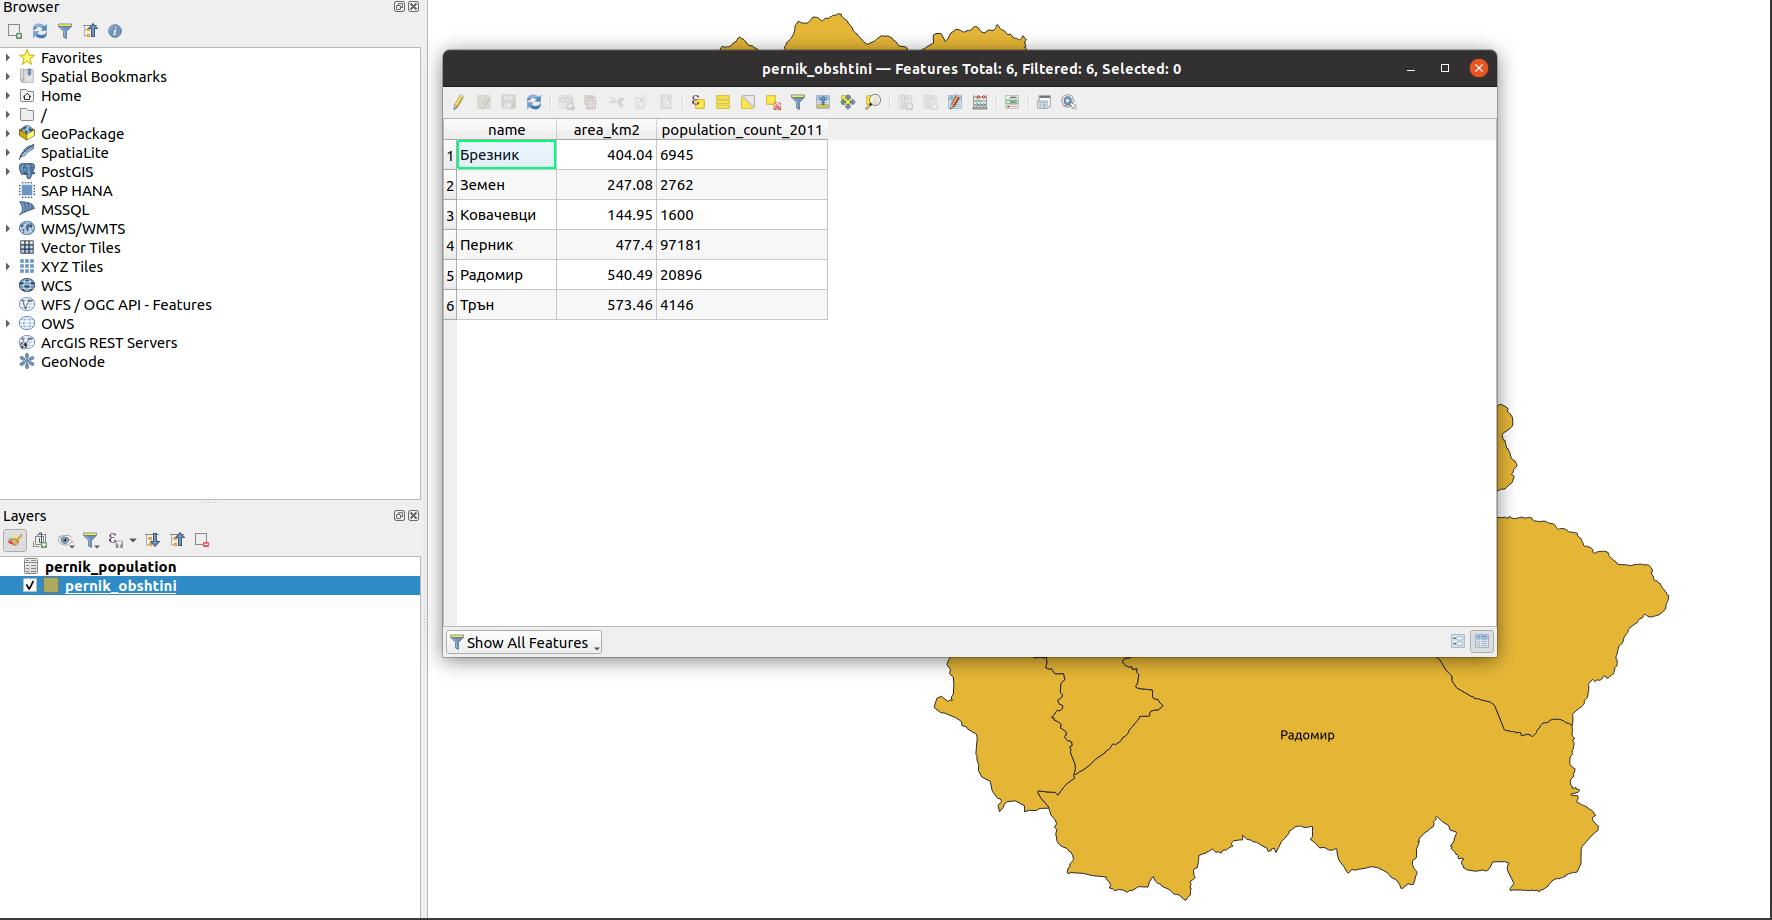 Browser
Favorites
Spatial Bookmarks
Home
/
GeoPackage
SpatiaLite
PostGIS
SAP HANA
MSSQL
WMS/WMTS
Vector Tiles
XYZ Tiles
WCS
WFS / OGC API - Features
OWS
ArcGIS REST Servers
GeoNode
Layers
pernik_population
pernik_obshtini
pernik_obshtini — Features Total: 6, Filtered: 6, Selected: 0
name area_km2 population_count_2011
1 Брезник 404.04 6945
2 Земен 247.08 2762
3 Ковачевци 144.95 1600
4 Перник 477.4 97181
5 Радомир 540.49 20896
6 Трън 573.46 4146
Show All Features
Радомир